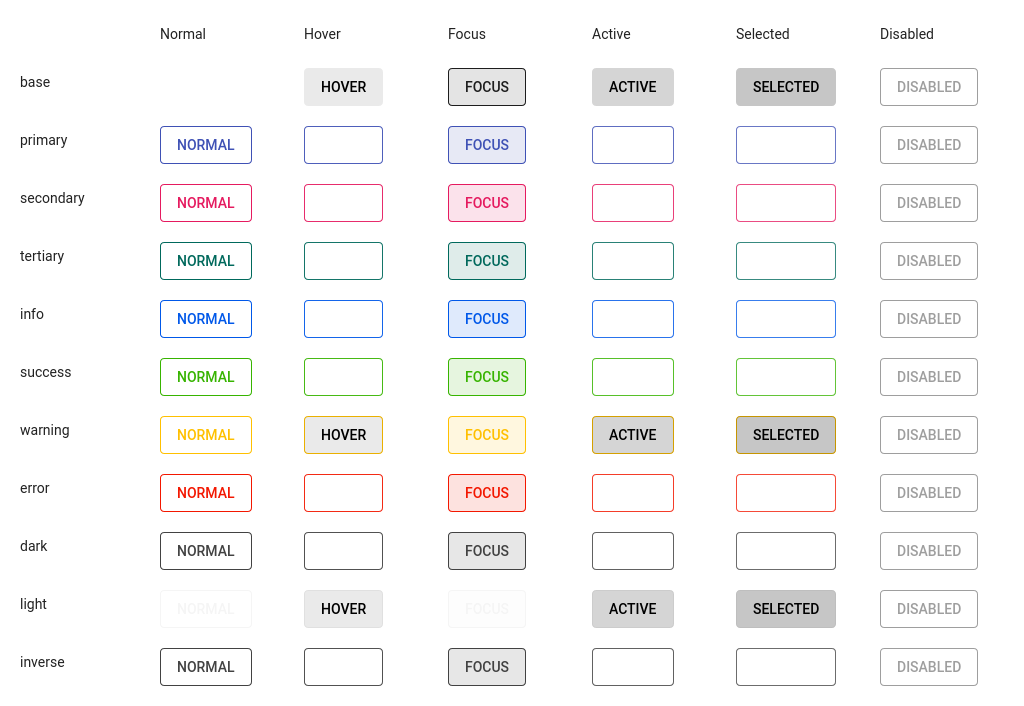 Normal Hover Focus Active Selected Disabled
base HOVER FOCUS ACTIVE SELECTED DISABLED
primary NORMAL FOCUS DISABLED
secondary NORMAL FOCUS DISABLED
tertiary NORMAL FOCUS DISABLED
info NORMAL FOCUS DISABLED
success NORMAL FOCUS DISABLED
warning NORMAL HOVER FOCUS ACTIVE SELECTED DISABLED
error NORMAL FOCUS DISABLED
dark NORMAL FOCUS DISABLED
light NORMAL HOVER FOCUS ACTIVE SELECTED DISABLED
inverse NORMAL FOCUS DISABLED